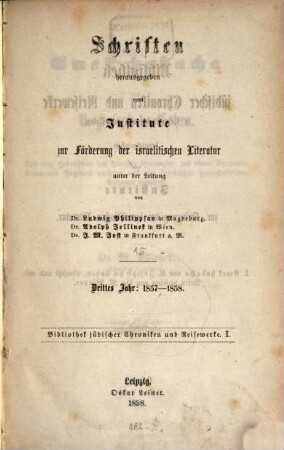 Schriften
herausgegeben
vom
Institute
zur Förderung der israelitischen Literatur
unter der Leitung
von
Dr. Ludwig Philippson in Magdeburg.
Dr. Adolph Jellinek in Wien.
Dr. I. M. Jost in Frankfurt a. M.
15
Drittes Jahr: 1857—1858.
Bibliothek jüdischer Chroniken und Reisewerke. I.
Leipzig,
Oskar Leiner.
1858.